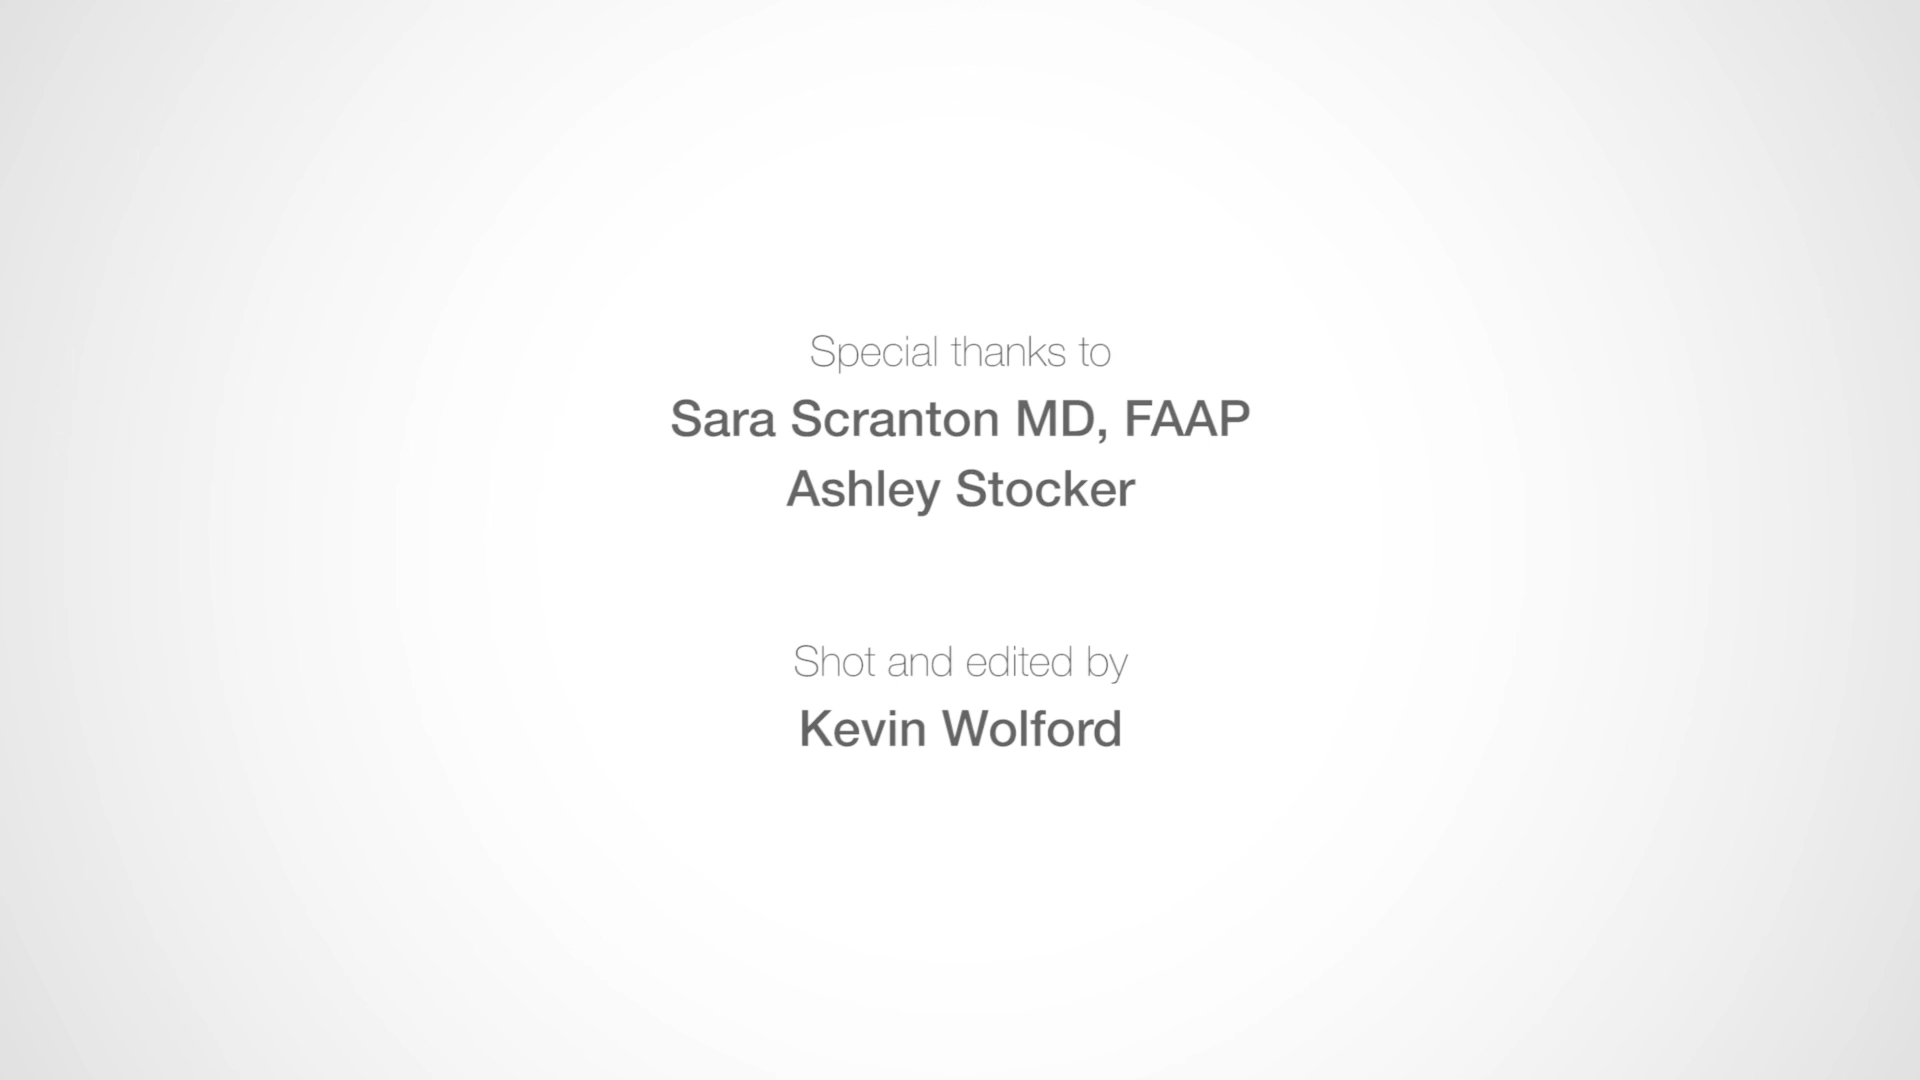 Special thanks to
Sara Scranton MD, FAAP
Ashley Stocker
Shot and edited by
Kevin Wolford